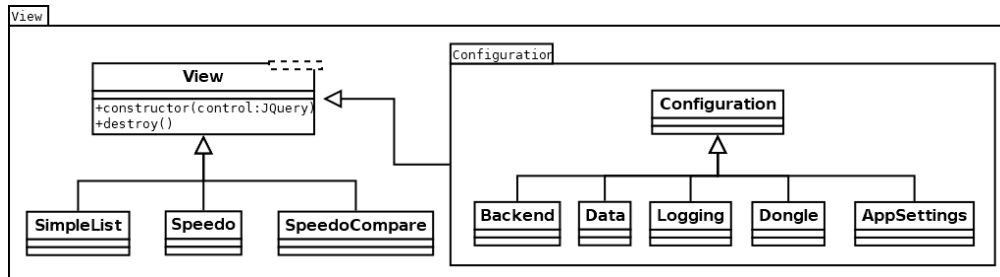 View
Configuration
View
+constructor(control:JQuery)
+destroy()
Configuration
SimpleList
Speedo
SpeedoCompare
Backend
Data
Logging
Dongle
AppSettings